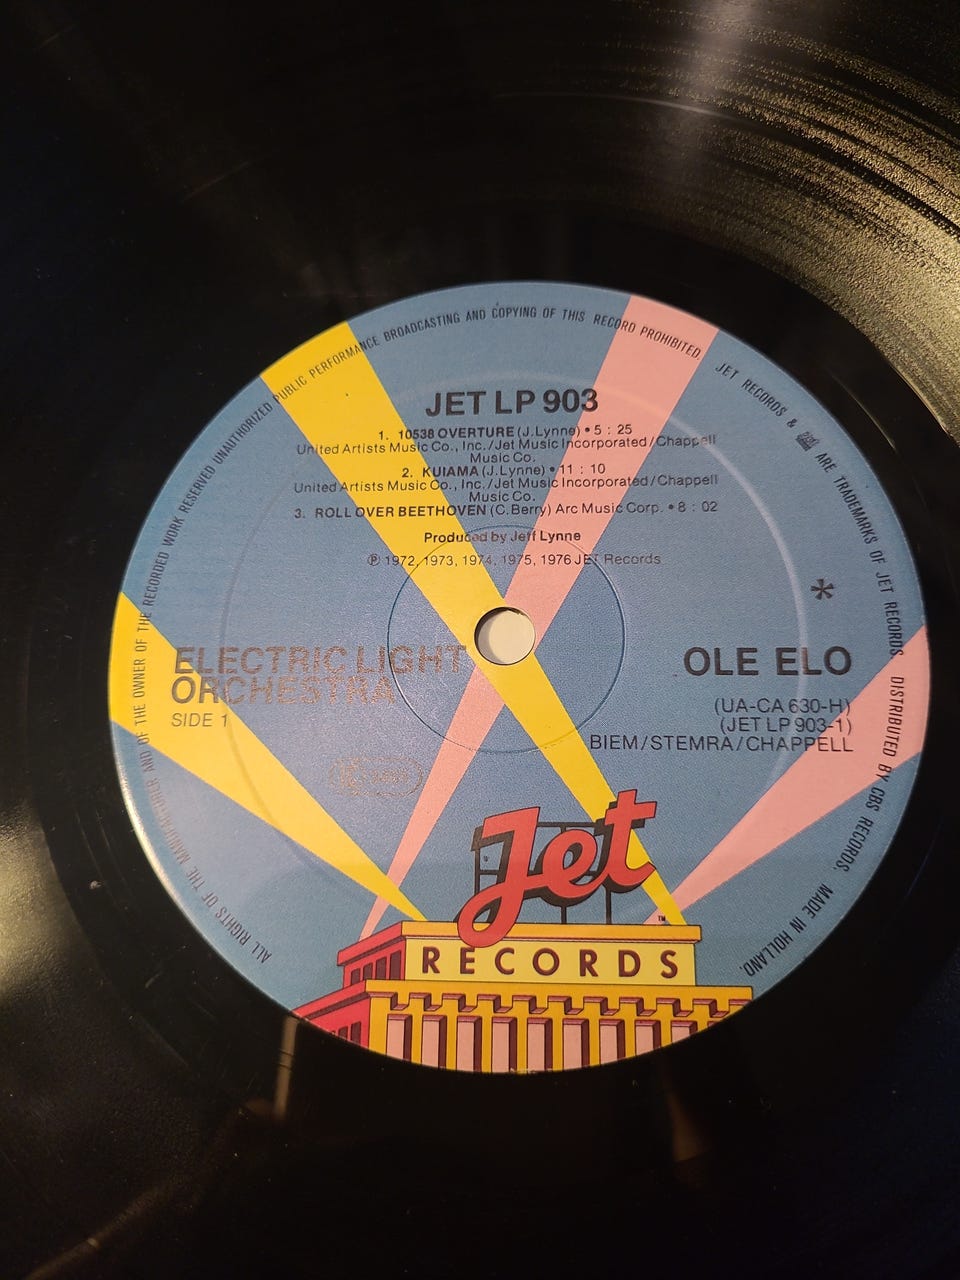 ALL RIGHTS OF THE MANUFACTURER AND OF THE OWNER OF THE RECORDED WORK RESERVED UNAUTHORIZED PUBLIC PERFORMANCE BROADCASTING AND COPYING OF THIS RECORD PROHIBITED.
JET RECORDS & ARE TRADEMARKS OF JET RECORDS DISTRIBUTED BY CBS RECORDS. MADE IN HOLLAND.
JET LP 903
1. 10538 OVERTURE (J.Lynne) • 5 : 25
United Artists Music Co., Inc./Jet Music Incorporated/Chappell
Music Co.
2. KUIAMA (J.Lynne) • 11 : 10
United Artists Music Co., Inc./Jet Music Incorporated/Chappell
Music Co.
3. ROLL OVER BEETHOVEN (C.Berry) Arc Music Corp. • 8 : 02
Produced by Jeff Lynne
℗ 1972, 1973, 1974, 1975, 1976 JET Records
*
ELECTRIC LIGHT
ORCHESTRA
SIDE 1
OLE ELO
(UA-CA 630-H)
(JET LP 903-1)
BIEM/STEMRA/CHAPPELL
Jet
TM
RECORDS